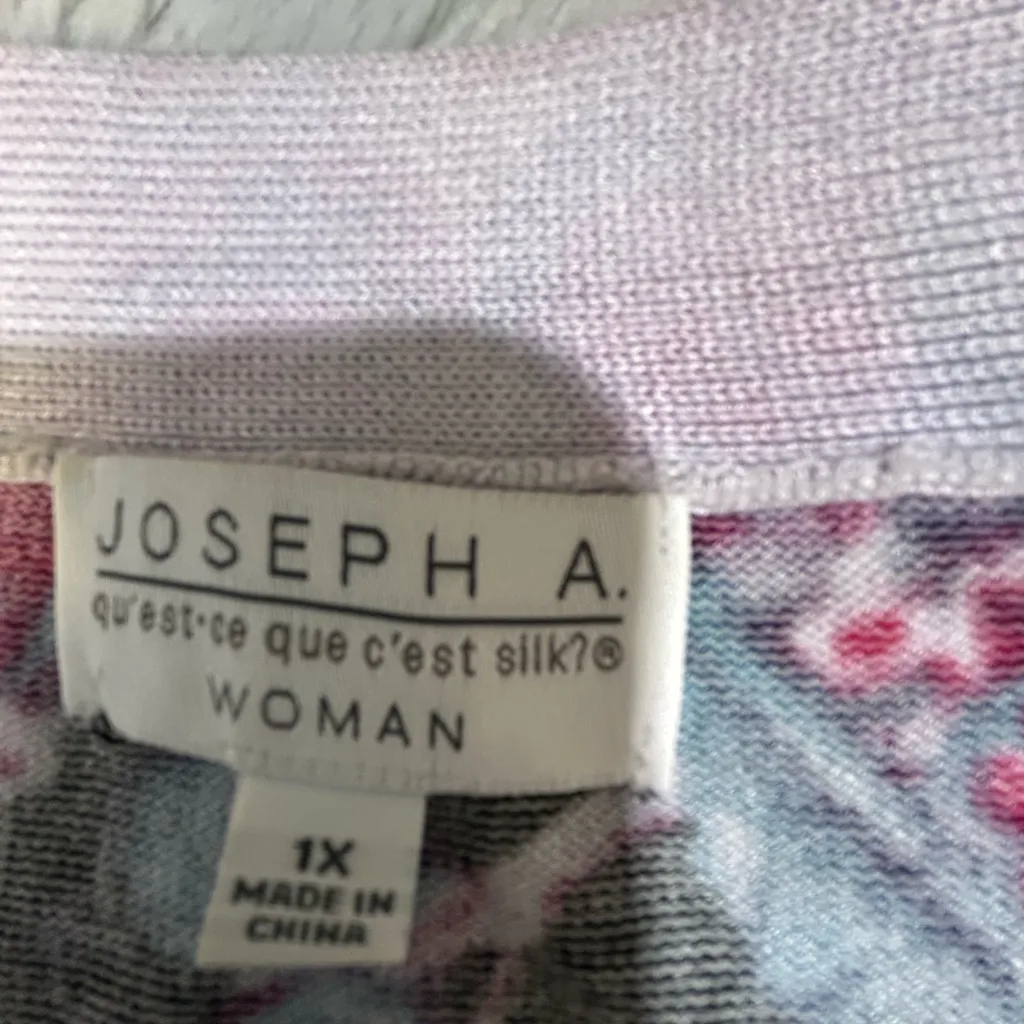 JOSEPH A.
qu'est•ce que c'est silk?®
WOMAN
1X
MADE IN
CHINA